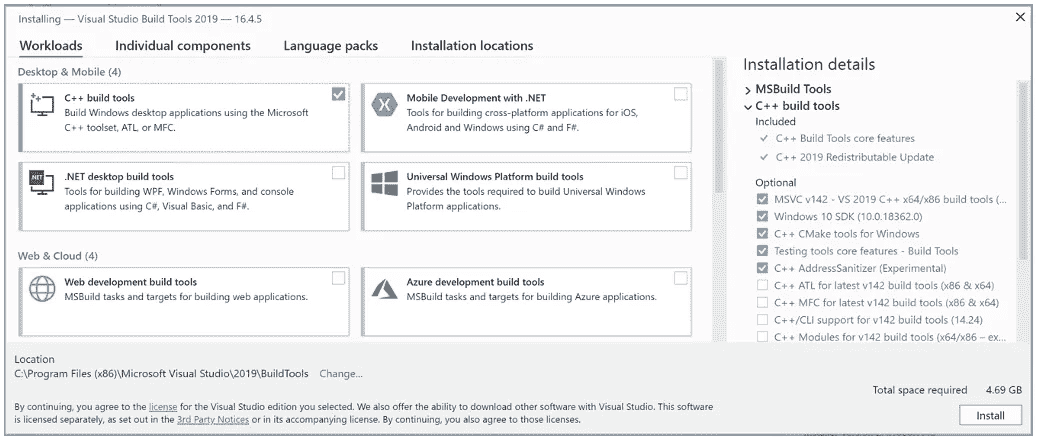 Installing — Visual Studio Build Tools 2019 — 16.4.5
Workloads Individual components Language packs Installation locations
Desktop & Mobile (4)
C++ build tools
Build Windows desktop applications using the Microsoft
C++ toolset, ATL, or MFC.
Mobile Development with .NET
Tools for building cross-platform applications for iOS,
Android and Windows using C# and F#.
.NET
.NET desktop build tools
Tools for building WPF, Windows Forms, and console
applications using C#, Visual Basic, and F#.
Universal Windows Platform build tools
Provides the tools required to build Universal Windows
Platform applications.
Web & Cloud (4)
Web development build tools
MSBuild tasks and targets for building web applications.
Azure development build tools
MSBuild tasks and targets for building Azure applications.
Installation details
MSBuild Tools
C++ build tools
Included
C++ Build Tools core features
C++ 2019 Redistributable Update
Optional
MSVC v142 - VS 2019 C++ x64/x86 build tools (...
Windows 10 SDK (10.0.18362.0)
C++ CMake tools for Windows
Testing tools core features - Build Tools
C++ AddressSanitizer (Experimental)
C++ ATL for latest v142 build tools (x86 & x64)
C++ MFC for latest v142 build tools (x86 & x64)
C++/CLI support for v142 build tools (14.24)
C++ Modules for v142 build tools (x64/x86 – ex...
Location
C:\Program Files (x86)\Microsoft Visual Studio\2019\BuildTools Change...
Total space required 4.69 GB
By continuing, you agree to the license for the Visual Studio edition you selected. We also offer the ability to download other software with Visual Studio. This software
is licensed separately, as set out in the 3rd Party Notices or in its accompanying license. By continuing, you also agree to those licenses.
Install